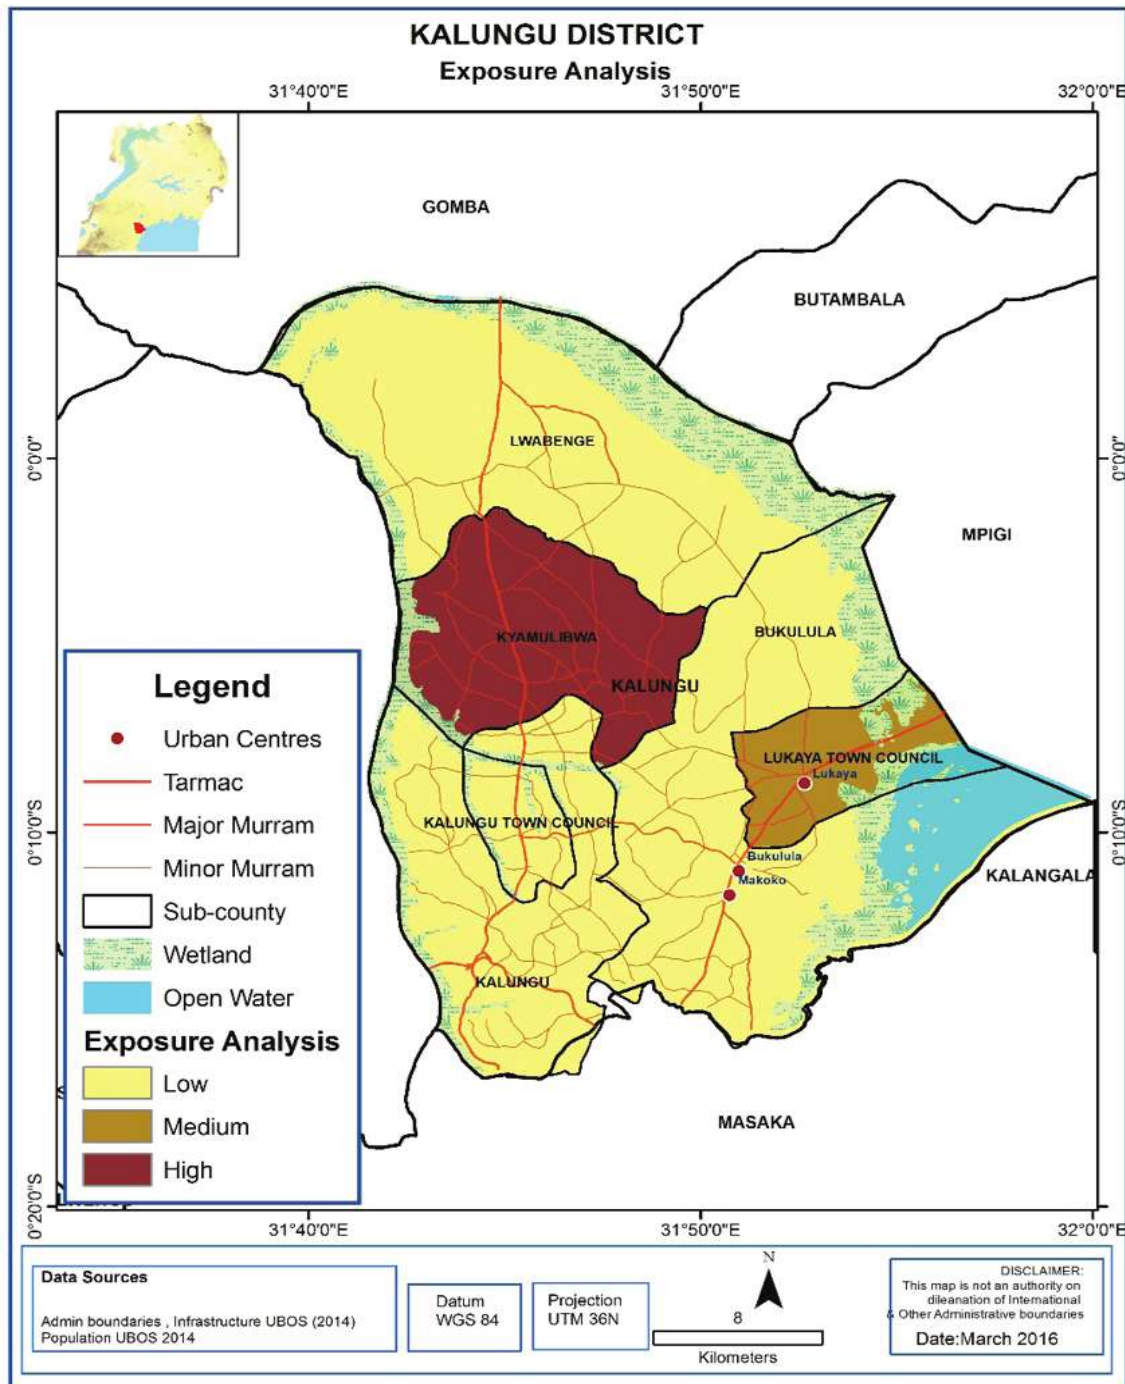 KALUNGU DISTRICT
Exposure Analysis
31°40'0"E
31°50'0"E
32°0'0"E
GOMBA
BUTAMBALA
LWABENGE
0°0'0"
0°0'0"
MPIGI
KYAMULIBWA
BUKULULA
KALUNGU
LUKAYA TOWN COUNCIL
Lukaya
KALUNGU TOWN COUNCIL
0°10'0"S
0°10'0"S
Bukulula
Makoko
KALANGALA
KALUNGU
MASAKA
0°20'0"S
0°20'0"S
Legend
Urban Centres
Tarmac
Major Murram
Minor Murram
Sub-county
Wetland
Open Water
Exposure Analysis
Low
Medium
High
31°40'0"E
31°50'0"E
32°0'0"E
Data Sources
Admin boundaries , Infrastructure UBOS (2014)
Population UBOS 2014
Datum
WGS 84
Projection
UTM 36N
N
8
Kilometers
DISCLAIMER:
This map is not an authority on
dileanation of International
& Other Administrative boundaries
Date:March 2016